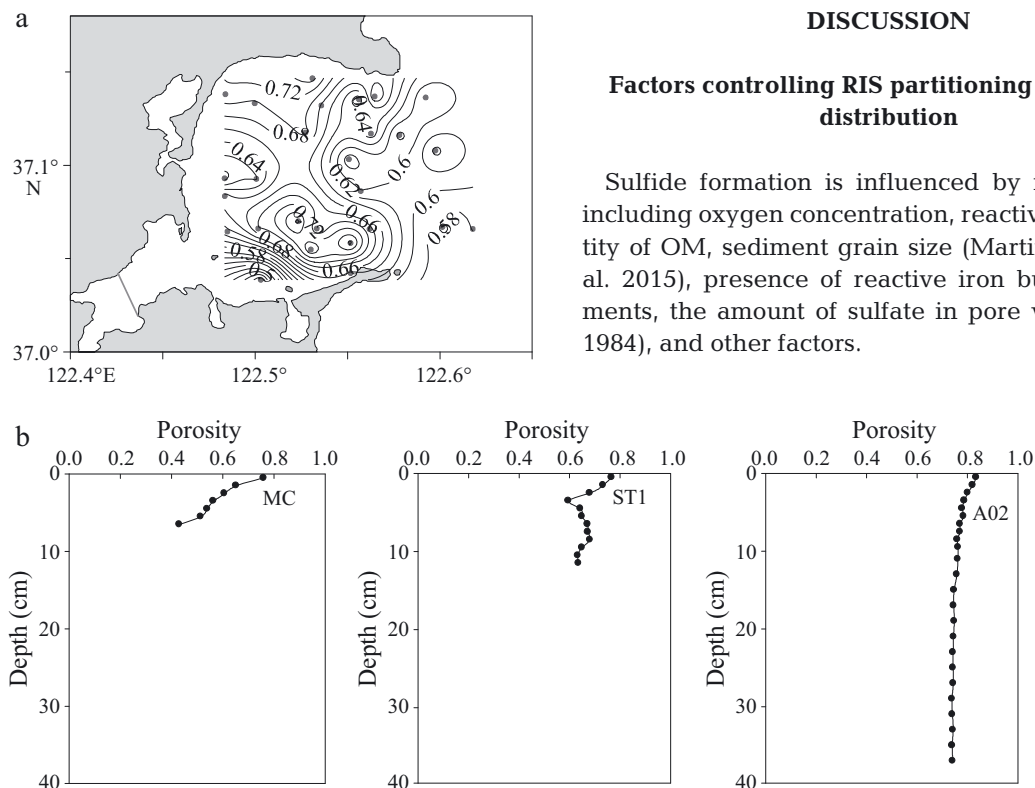 a
0.72
0.64
0.68
0.64
0.6
0.62
0.6
0.72
0.66
0.58
0.68
0.58
0.66
0.5
37.1°
N
37.0°
122.4°E
122.5°
122.6°
DISCUSSION
Factors controlling RIS partitioning
distribution
Sulfide formation is influenced by
including oxygen concentration, reactiv
tity of OM, sediment grain size (Marti
al. 2015), presence of reactive iron bu
ments, the amount of sulfate in pore
1984), and other factors.
b
Porosity
0.0 0.2 0.4 0.6 0.8 1.0
0
10
20
30
40
Depth (cm)
MC
Porosity
0.0 0.2 0.4 0.6 0.8 1.0
0
10
20
30
40
Depth (cm)
ST1
Porosity
0.0 0.2 0.4 0.6 0.8 1.0
0
10
20
30
40
Depth (cm)
A02